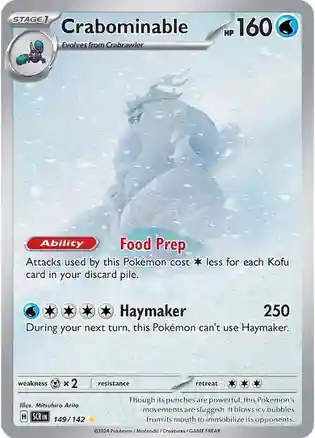 STAGE 1 Crabominable HP 160
Evolves from Crabrawler
Ability Food Prep
Attacks used by this Pokémon cost less for each Kofu
card in your discard pile.
Haymaker 250
During your next turn, this Pokémon can't use Haymaker.
Illus. Mitsuhiro Arita
weakness ×2 resistance retreat
H SCR EN 149/142
Though its punches are powerful, this Pokémon's
movements are sluggish. It blows icy bubbles
from its mouth to immobilize its opponents.
©2024 Pokémon / Nintendo / Creatures / GAME FREAK